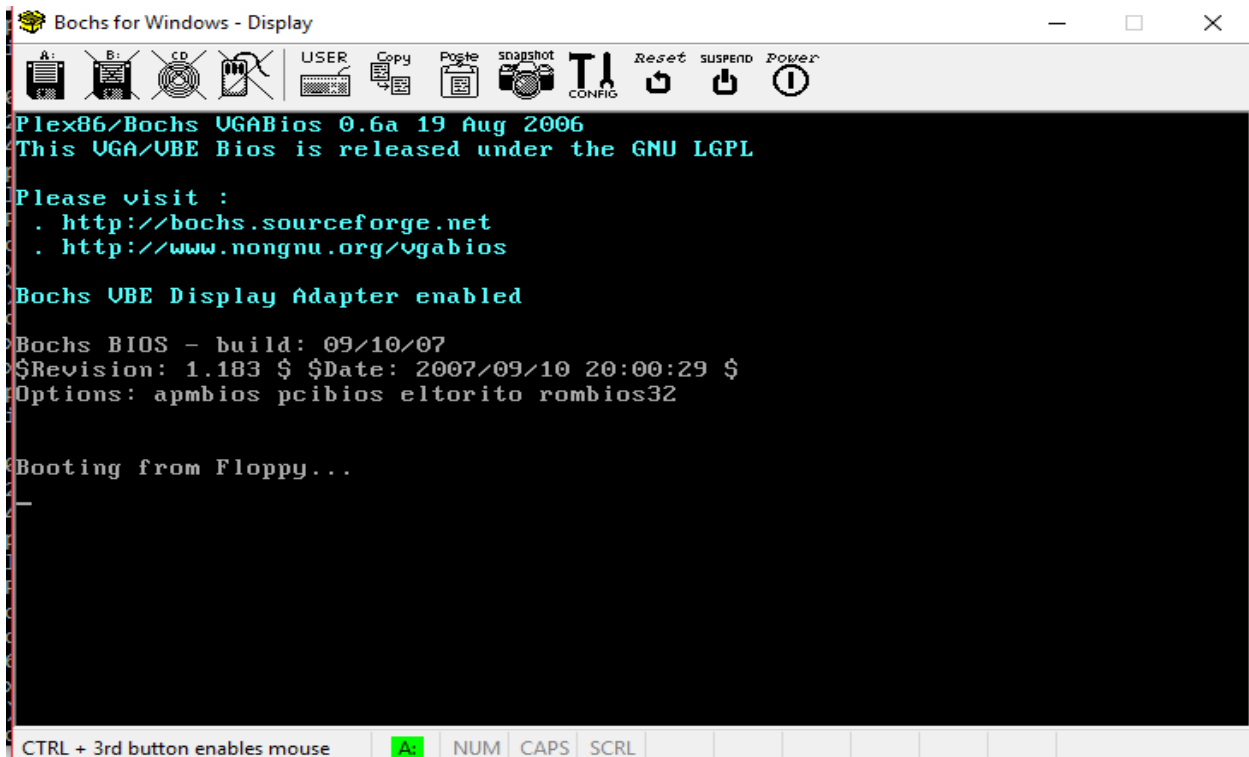 Bochs for Windows - Display
A: B: CD USER Copy Paste snapshot CONFIG Reset SUSPEND Power
Plex86/Bochs VGABios 0.6a 19 Aug 2006
This VGA/VBE Bios is released under the GNU LGPL
Please visit :
. http://bochs.sourceforge.net
. http://www.nongnu.org/vgabios
Bochs VBE Display Adapter enabled
Bochs BIOS - build: 09/10/07
$Revision: 1.183 $ $Date: 2007/09/10 20:00:29 $
Options: apmbios pcibios eltorito rombios32
Booting from Floppy...
_
CTRL + 3rd button enables mouse A: NUM CAPS SCRL